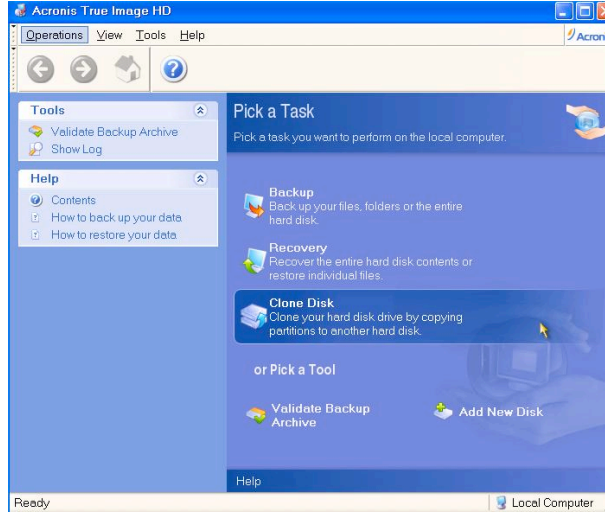 Acronis True Image HD
Operations View Tools Help
Acron
Tools
Validate Backup Archive
Show Log
Help
Contents
How to back up your data
How to restore your data
Pick a Task
Pick a task you want to perform on the local computer.
Backup
Back up your files, folders or the entire
hard disk.
Recovery
Recover the entire hard disk contents or
restore individual files.
Clone Disk
Clone your hard disk drive by copying
partitions to another hard disk.
or Pick a Tool
Validate Backup
Archive
Add New Disk
Help
Ready
Local Computer